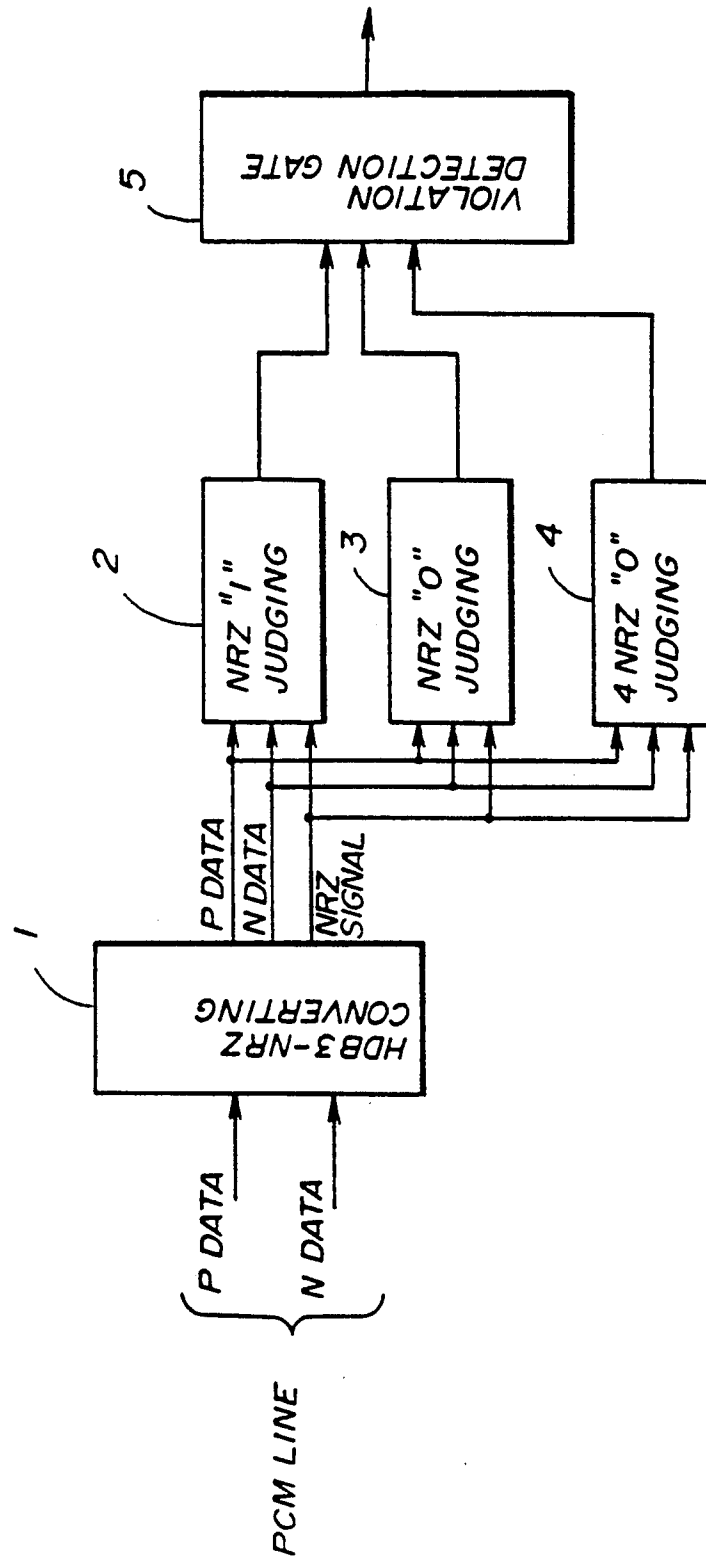 PCM LINE
P DATA
N DATA
1
HDB3-NRZ
CONVERTING
P DATA
N DATA
NRZ
SIGNAL
2
NRZ "1"
JUDGING
3
NRZ "0"
JUDGING
4
4 NRZ "0"
JUDGING
5
VIOLATION
DETECTION GATE